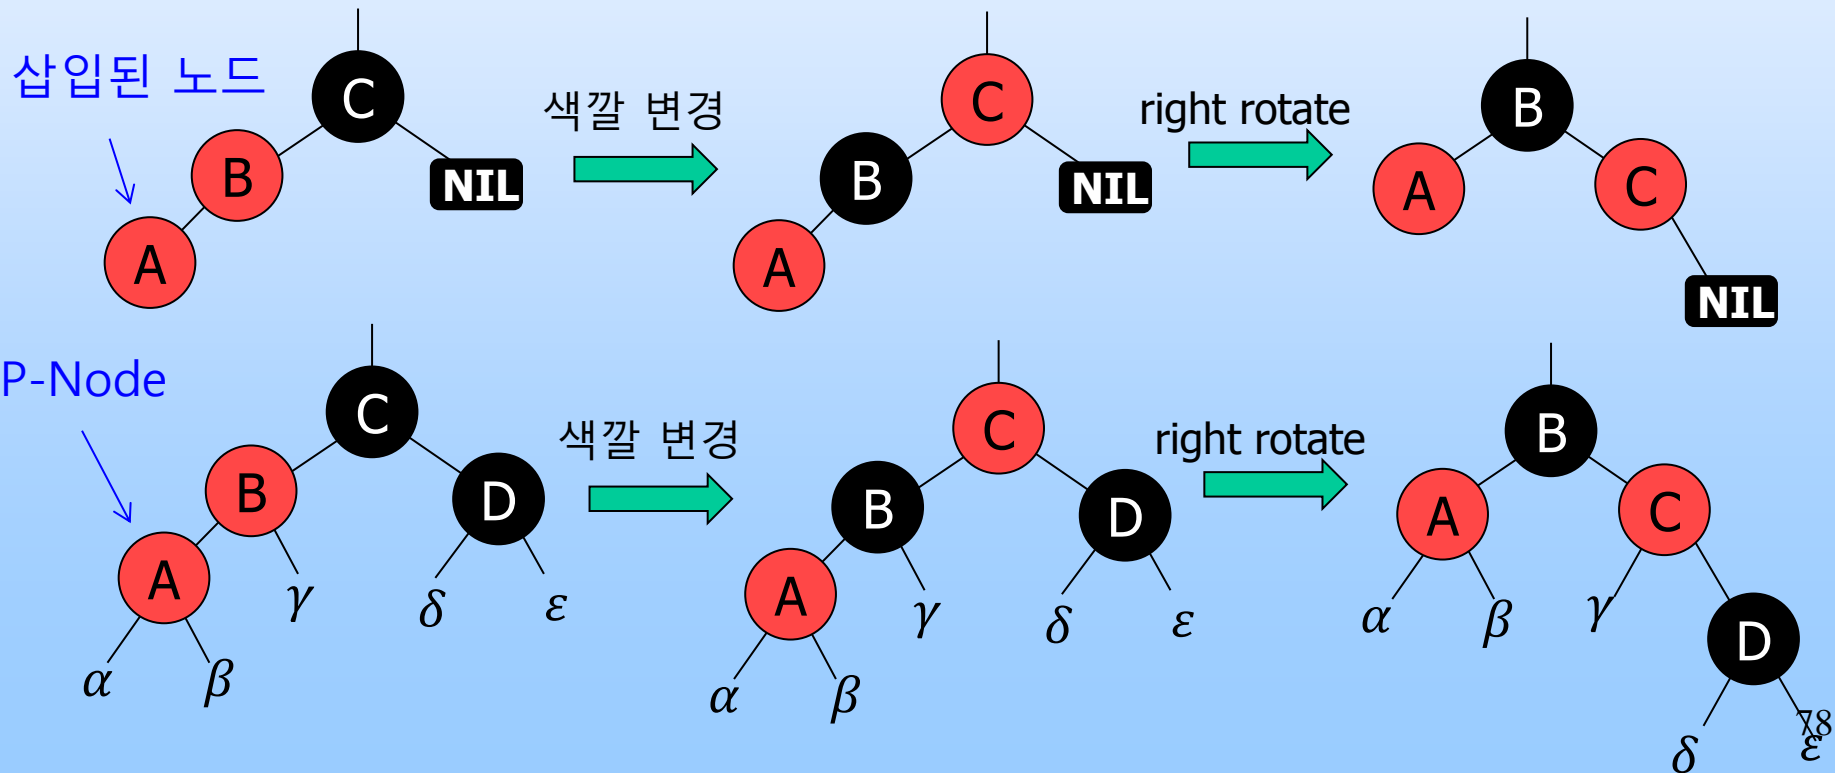 삽입된 노드
C
B
A
NIL
색깔 변경
C
B
A
NIL
right rotate
B
A
C
NIL
P-Node
C
B
D
A
γ
δ
ε
α
β
색깔 변경
C
B
D
A
γ
δ
ε
α
β
right rotate
B
A
C
α
β
γ
D
δ
ε
78